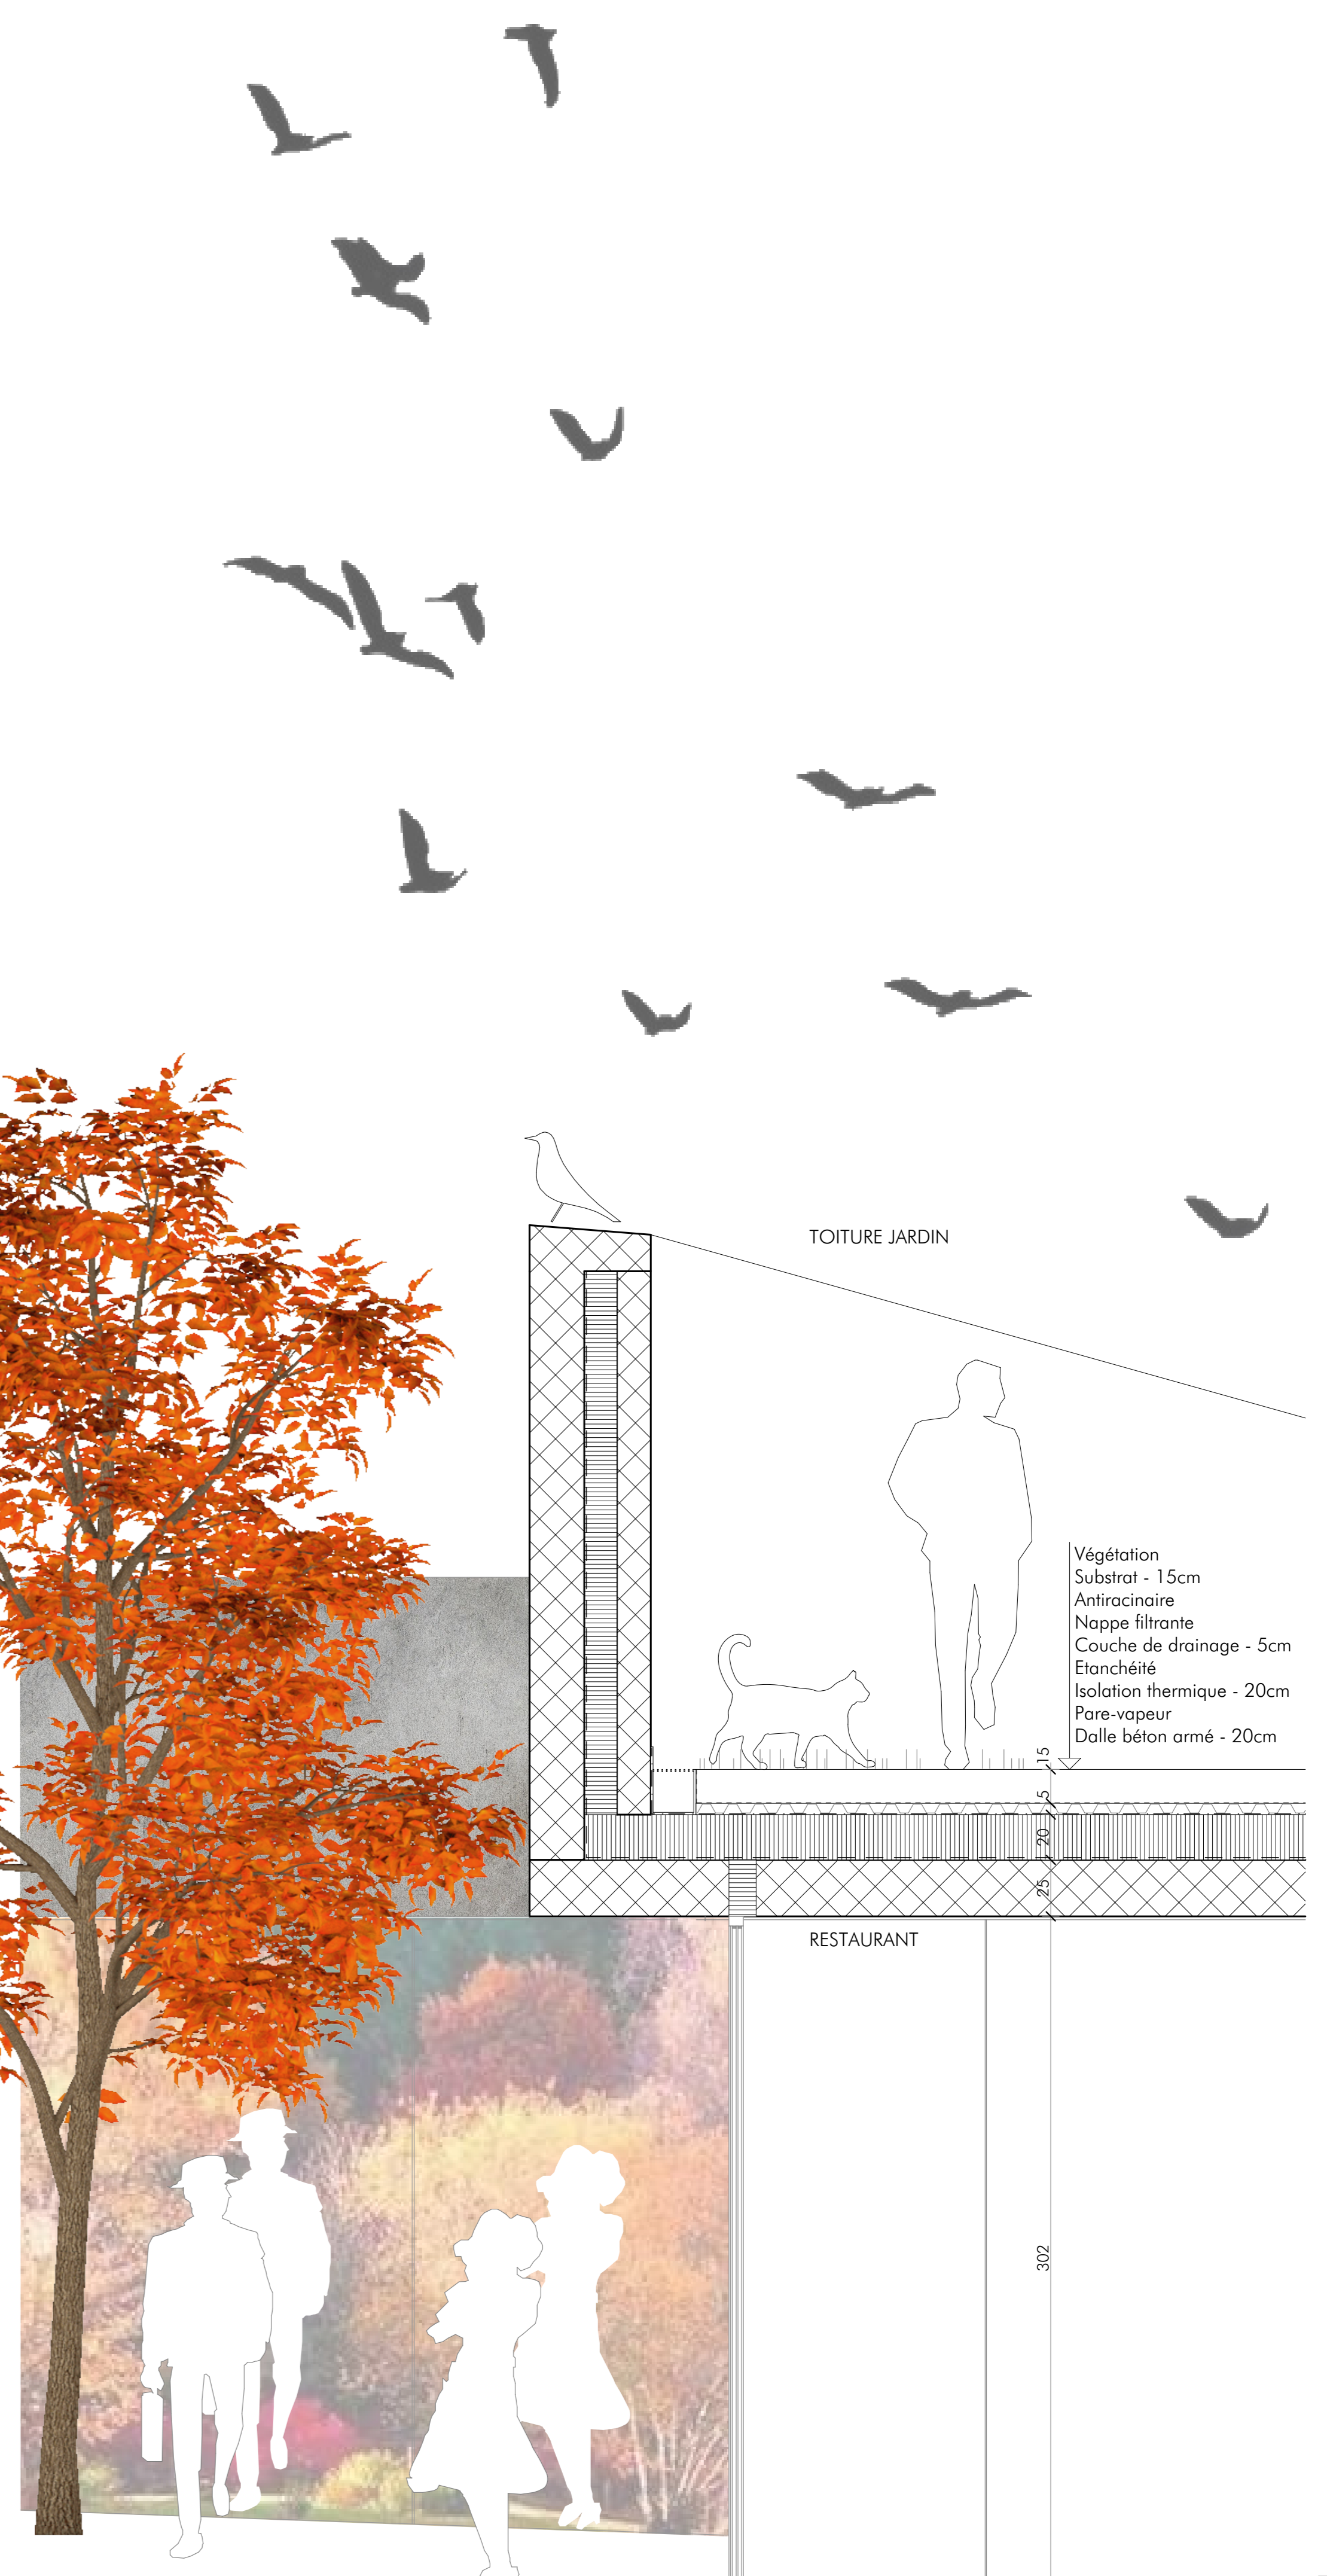 TOITURE JARDIN
Végétation
Substrat - 15cm
Antiracinaire
Nappe filtrante
Couche de drainage - 5cm
Etanchéité
Isolation thermique - 20cm
Pare-vapeur
Dalle béton armé - 20cm
15
5
20
25
RESTAURANT
302